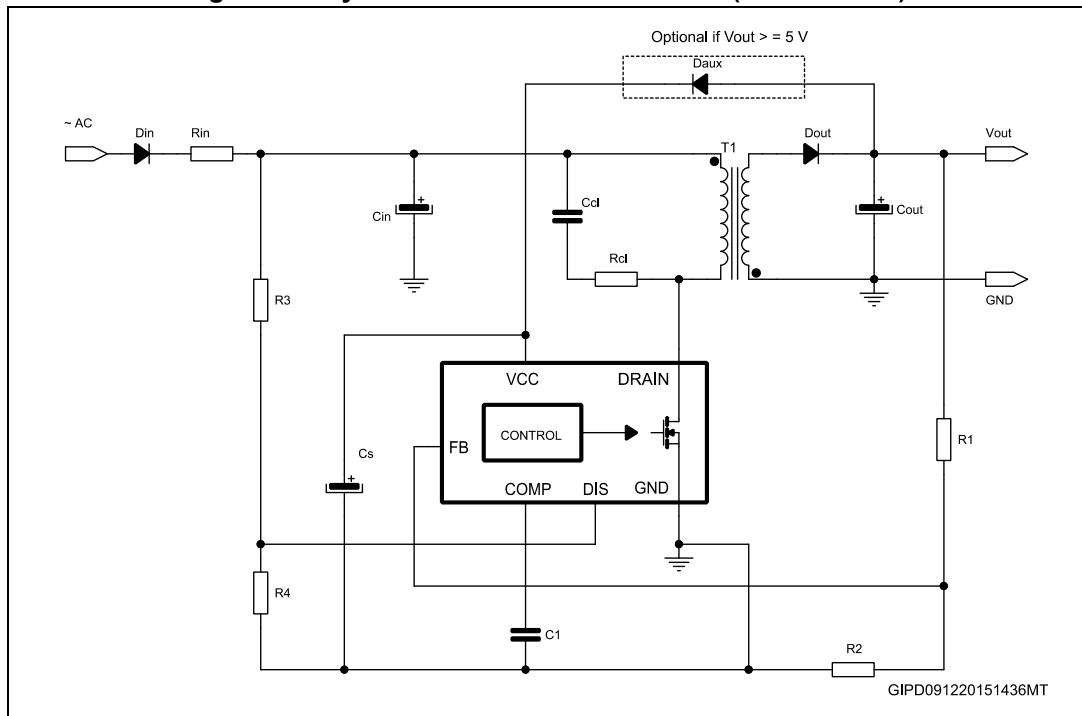 Optional if Vout > = 5 V
Daux
~ AC
Din
Rin
T1
Dout
Vout
Cin
+
Ccl
+
Cout
Rcl
GND
R3
VCC
DRAIN
CONTROL
FB
R1
Cs
+
COMP
DIS
GND
R4
C1
R2
GIPD091220151436MT